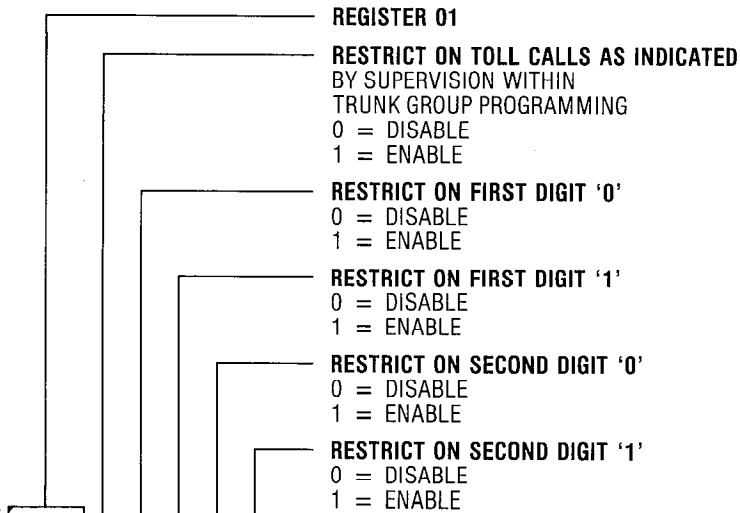 REGISTER 01
RESTRICT ON TOLL CALLS AS INDICATED
BY SUPERVISION WITHIN
TRUNK GROUP PROGRAMMING
0 = DISABLE
1 = ENABLE
RESTRICT ON FIRST DIGIT ‘0’
0 = DISABLE
1 = ENABLE
RESTRICT ON FIRST DIGIT ‘1’
0 = DISABLE
1 = ENABLE
RESTRICT ON SECOND DIGIT ‘0’
0 = DISABLE
1 = ENABLE
RESTRICT ON SECOND DIGIT ‘1’
0 = DISABLE
1 = ENABLE